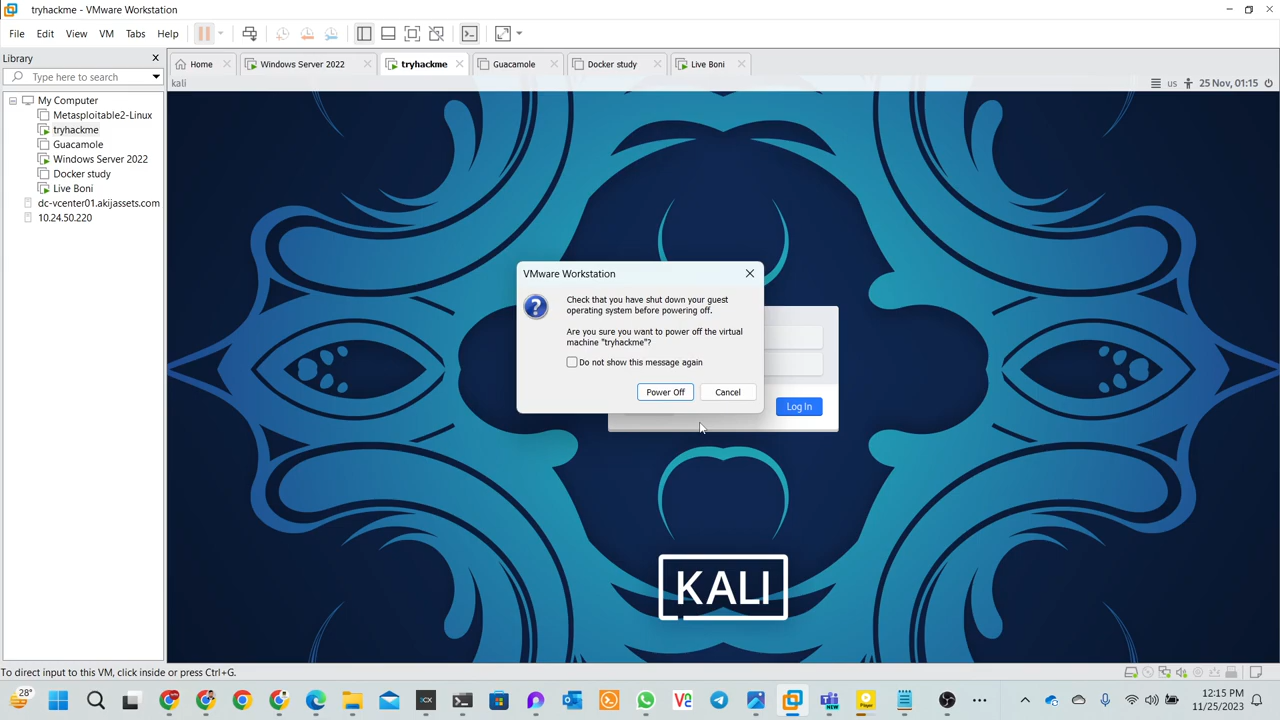 tryhackme - VMware Workstation
File Edit View VM Tabs Help
Library
Type here to search
Home
Windows Server 2022
tryhackme
Guacamole
Docker study
Live Boni
kali
us
25 Nov, 01:15
My Computer
Metasploitable2-Linux
tryhackme
Guacamole
Windows Server 2022
Docker study
Live Boni
dc-vcenter01.akijassets.com
10.24.50.220
VMware Workstation
Check that you have shut down your guest
operating system before powering off.
Are you sure you want to power off the virtual
machine "tryhackme"?
Do not show this message again
Power Off
Cancel
Log In
KALI
To direct input to this VM, click inside or press Ctrl+G.
28°
NEW
Player
12:15 PM
11/25/2023